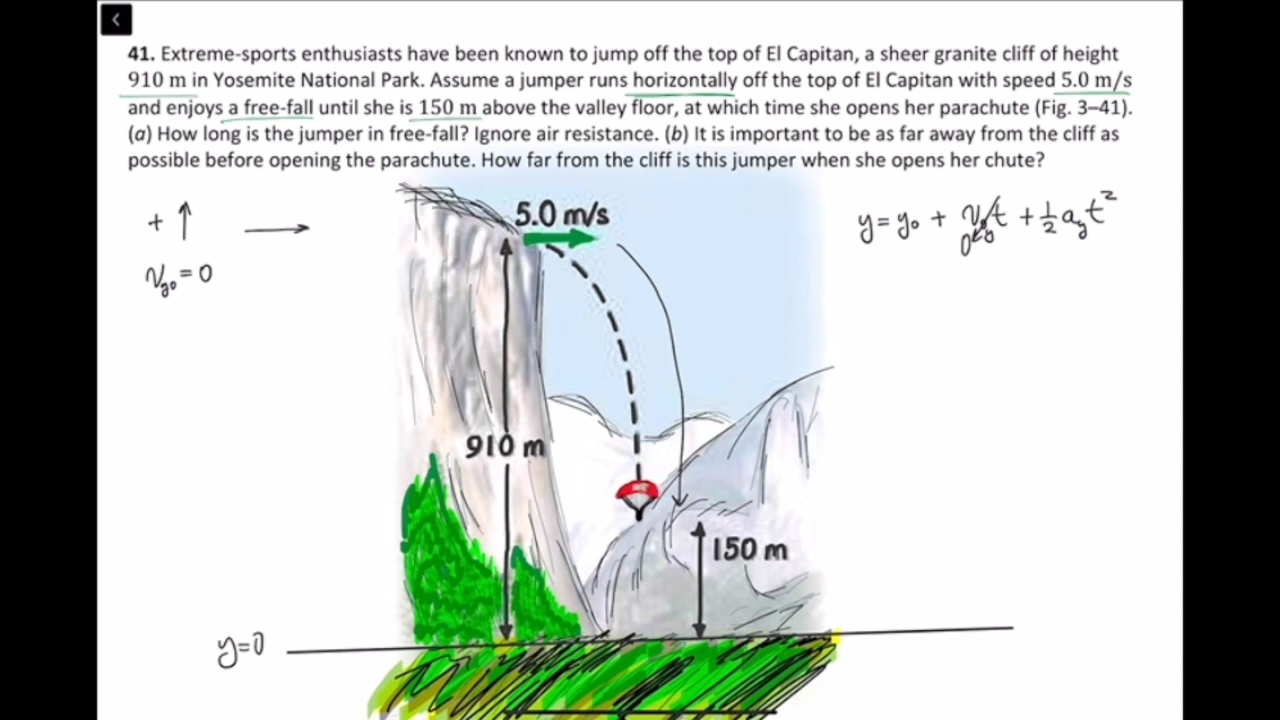 41. Extreme-sports enthusiasts have been known to jump off the top of El Capitan, a sheer granite cliff of height
910 m in Yosemite National Park. Assume a jumper runs horizontally off the top of El Capitan with speed 5.0 m/s
and enjoys a free-fall until she is 150 m above the valley floor, at which time she opens her parachute (Fig. 3–41).
(a) How long is the jumper in free-fall? Ignore air resistance. (b) It is important to be as far away from the cliff as
possible before opening the parachute. How far from the cliff is this jumper when she opens her chute?
+ ↑ →
5.0 m/s
y = y₀ + v_y₀ t + ½ a_y t²
0
v_y₀ = 0
910 m
150 m
y=0